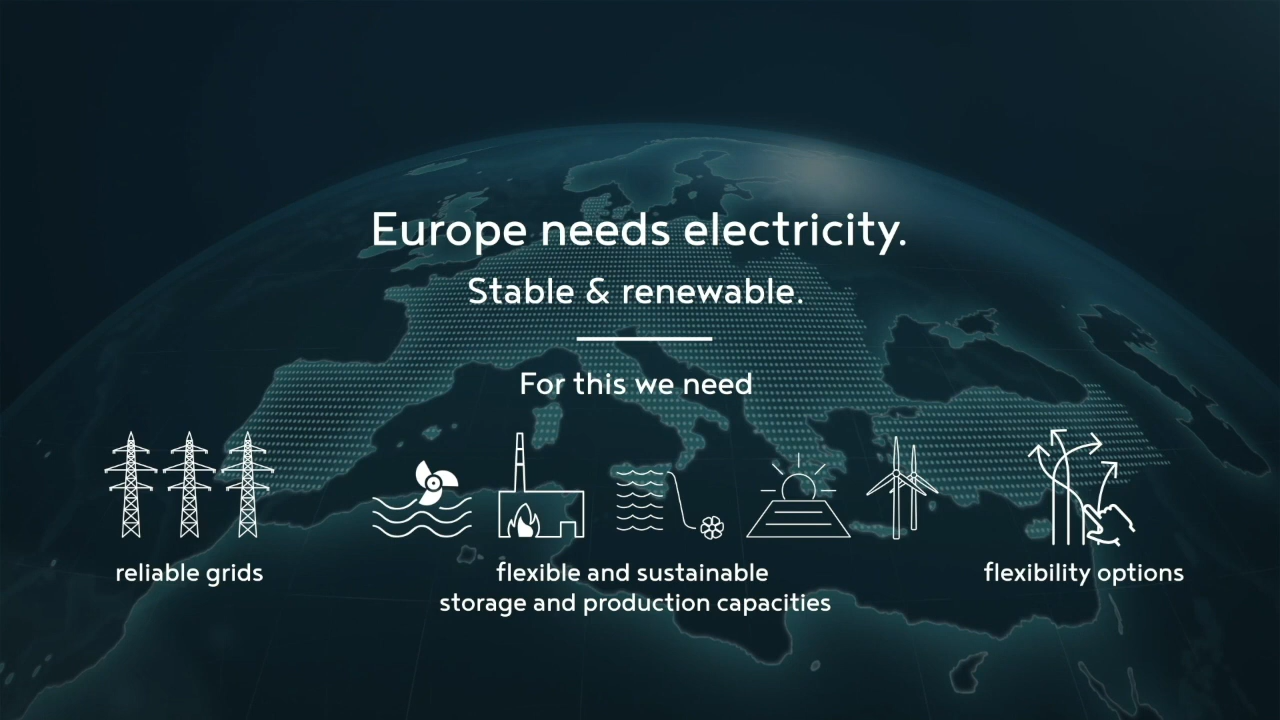 Europe needs electricity.
Stable & renewable.
For this we need
reliable grids
flexible and sustainable
storage and production capacities
flexibility options